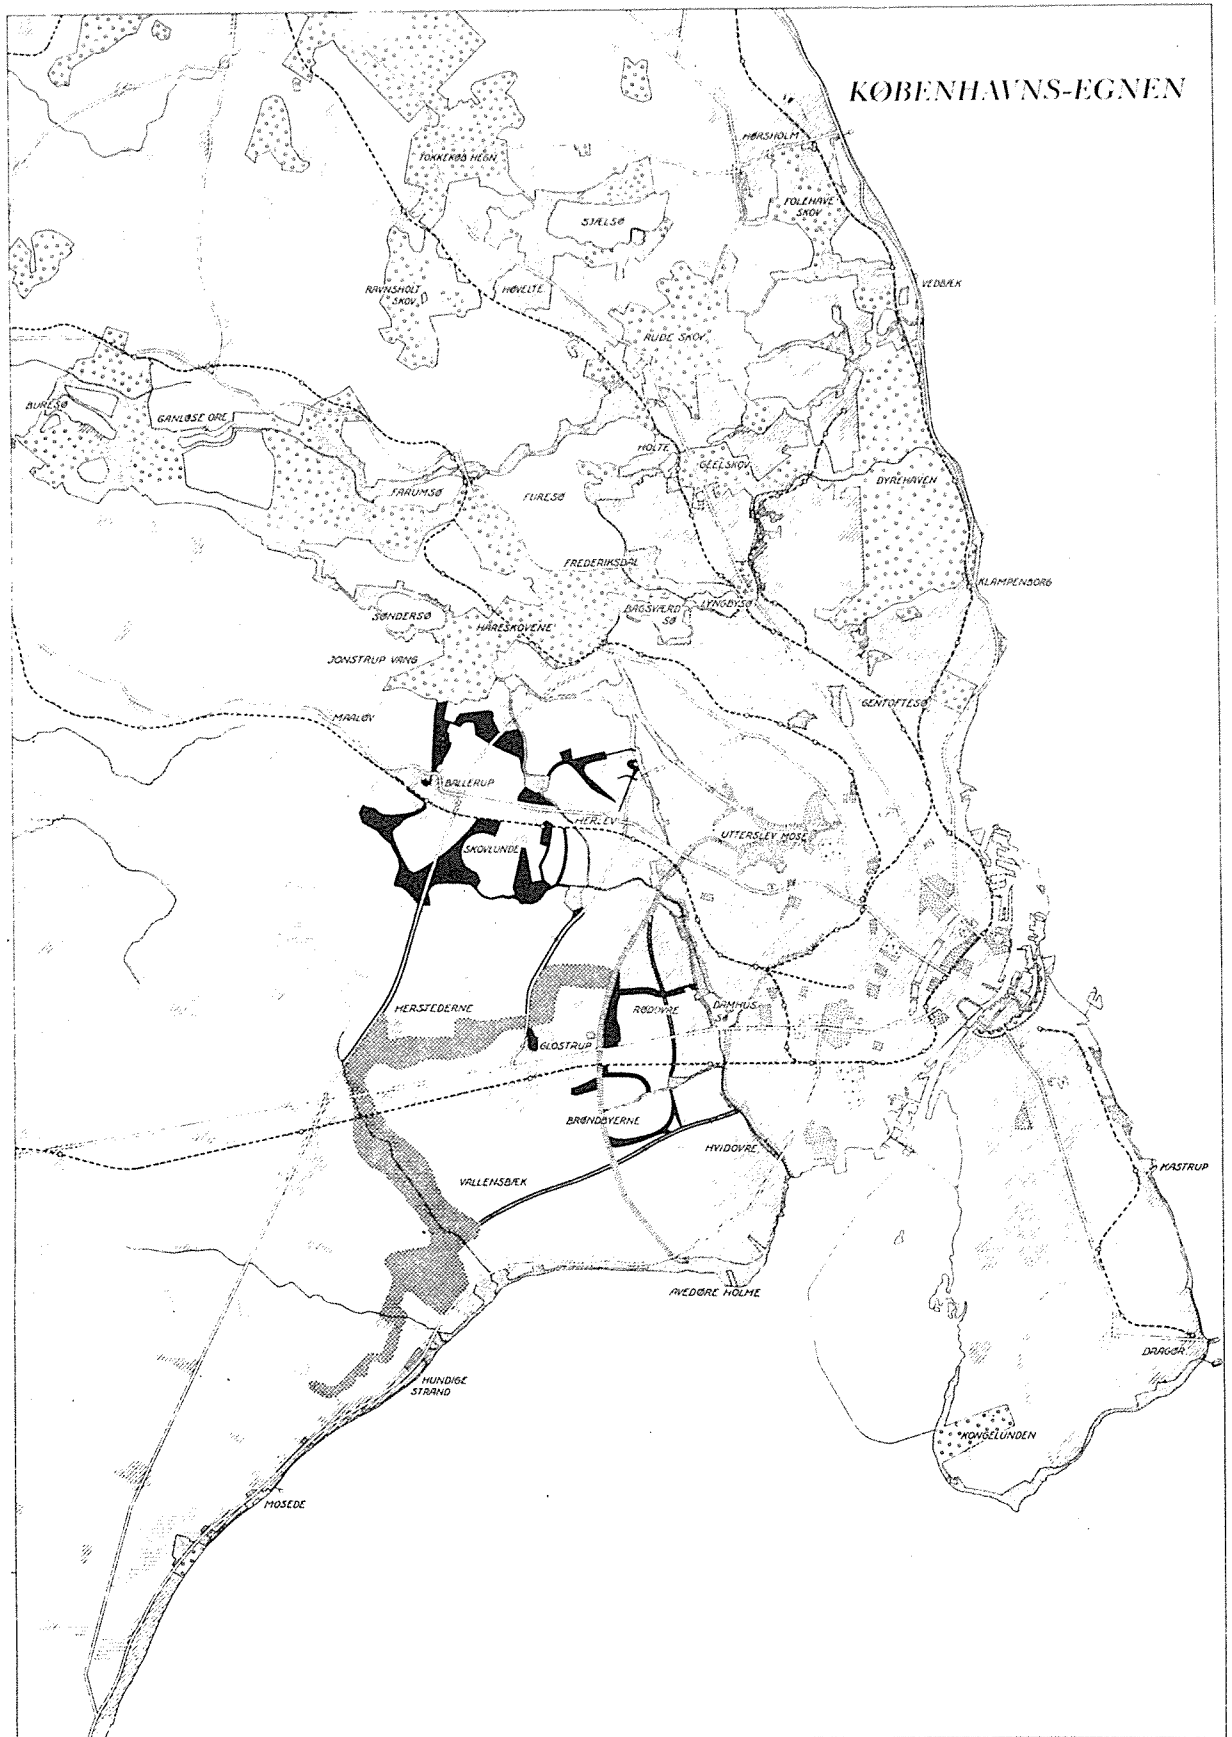 KØBENHAVNS-EGNEN
HØRSHOLM
TOKKEKØB HEGN
FOLEHAVE
SKOV
SJÆLSØ
RAVNSHOLT
SKOV
HØVELTE
VEDBÆK
RUDE SKOV
BURESØ
GANLØSE ORE
HOLTE
GEELSKOV
DYREHAVEN
FARUMSØ
FURESØ
FREDERIKSDAL
KLAMPENBORG
SØNDERSØ
HARESKOVENE
BAGSVÆRD
SØ
LYNGBYSØ
JONSTRUP VANG
GENTOFTESØ
MAALØV
BALLERUP
HERLEV
UTTERSLEV MOSE
SKOVLUNDE
HERSTEDERNE
RØDOVRE
DAMHUS
SØ
GLOSTRUP
BRØNDBYERNE
HVIDOVRE
KASTRUP
VALLENSBÆK
AVEDØRE HOLME
DRAGØR
HUNDIGE
STRAND
KONGELUNDEN
MOSEDE